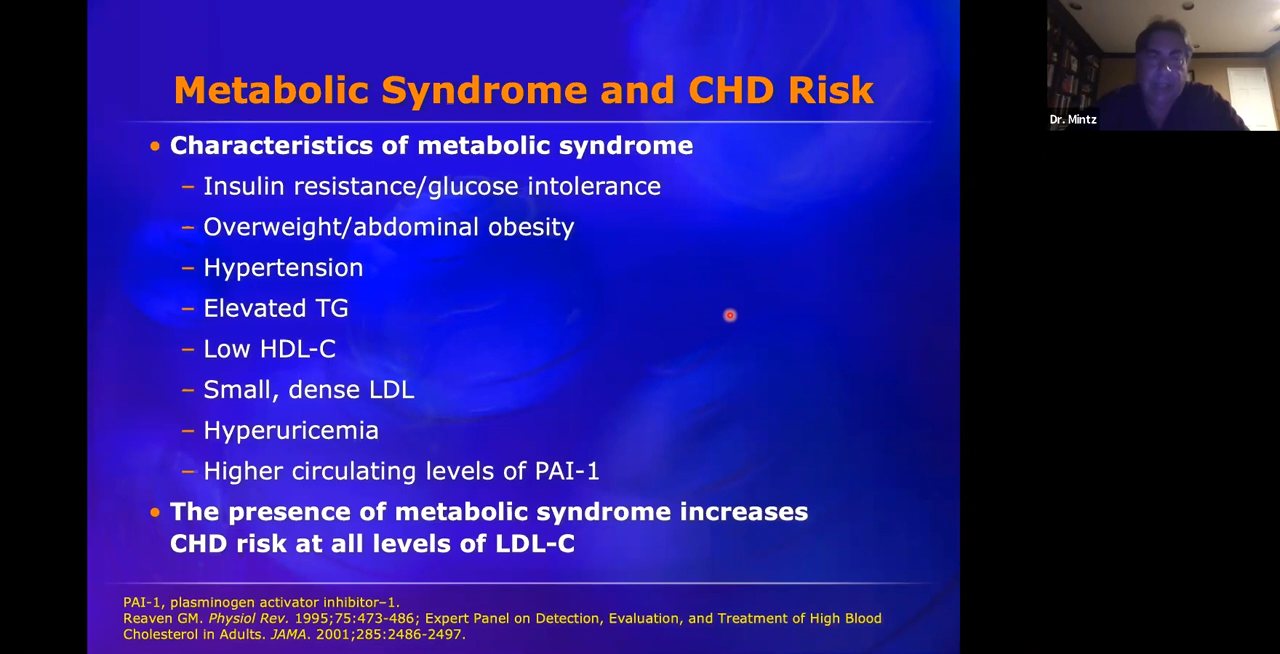 Metabolic Syndrome and CHD Risk
• Characteristics of metabolic syndrome
– Insulin resistance/glucose intolerance
– Overweight/abdominal obesity
– Hypertension
– Elevated TG
– Low HDL-C
– Small, dense LDL
– Hyperuricemia
– Higher circulating levels of PAI-1
• The presence of metabolic syndrome increases
CHD risk at all levels of LDL-C
PAI-1, plasminogen activator inhibitor–1.
Reaven GM. Physiol Rev. 1995;75:473-486; Expert Panel on Detection, Evaluation, and Treatment of High Blood
Cholesterol in Adults. JAMA. 2001;285:2486-2497.
Dr. Mintz